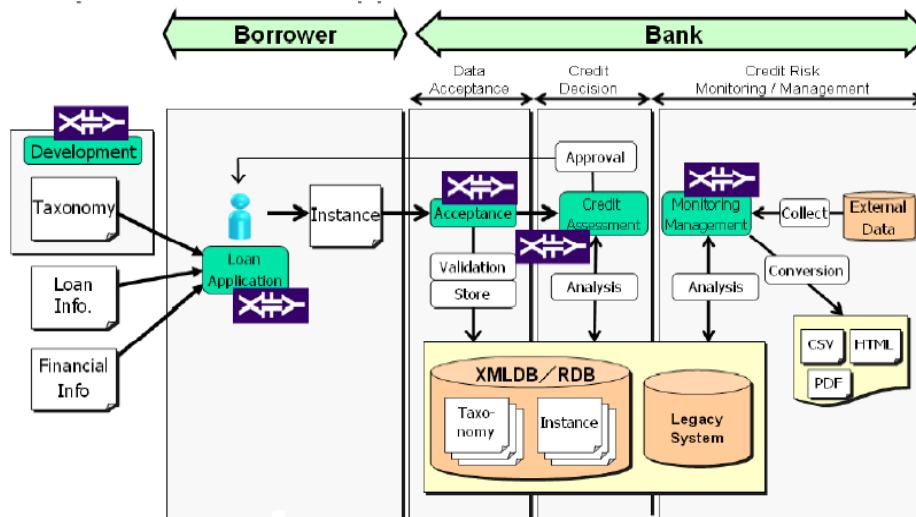 Borrower
Bank
Data
Acceptance
Credit
Decision
Credit Risk
Monitoring / Management
Development
Taxonomy
Loan
Info.
Financial
Info
Loan
Application
Instance
Approval
Acceptance
Validation
Store
Credit
Assessment
Analysis
Monitoring
Management
Collect
External
Data
Conversion
Analysis
CSV
HTML
PDF
XMLDB／RDB
Taxo-
nomy
Instance
Legacy
System